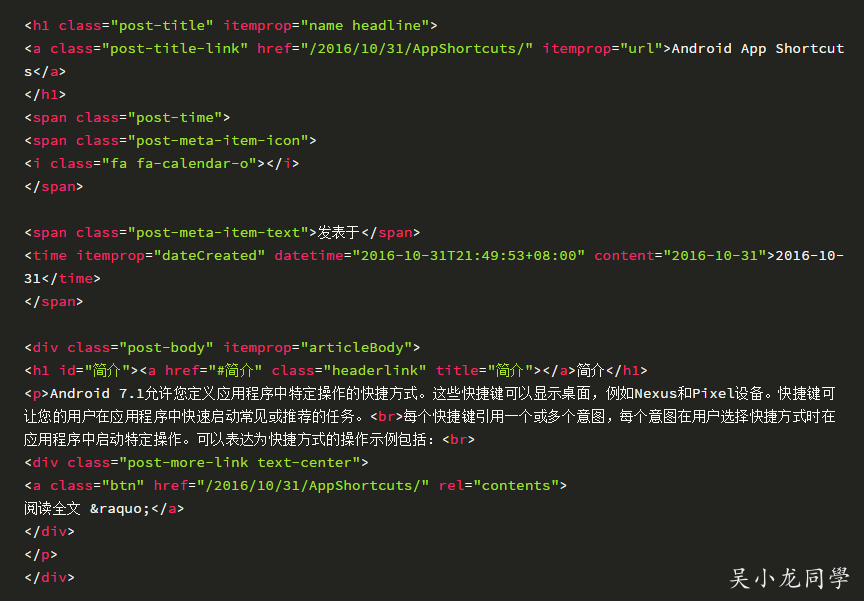 <h1 class="post-title" itemprop="name headline">
<a class="post-title-link" href="/2016/10/31/AppShortcuts/" itemprop="url">Android App Shortcut
s</a>
</h1>
<span class="post-time">
<span class="post-meta-item-icon">
<i class="fa fa-calendar-o"></i>
</span>
<span class="post-meta-item-text">发表于</span>
<time itemprop="dateCreated" datetime="2016-10-31T21:49:53+08:00" content="2016-10-31">2016-10-
31</time>
</span>
<div class="post-body" itemprop="articleBody">
<h1 id="简介"><a href="#简介" class="headerlink" title="简介"></a>简介</h1>
<p>Android 7.1允许您定义应用程序中特定操作的快捷方式。这些快捷键可以显示桌面，例如Nexus和Pixel设备。快捷键可
让您的用户在应用程序中快速启动常见或推荐的任务。<br>每个快捷键引用一个或多个意图，每个意图在用户选择快捷方式时在
应用程序中启动特定操作。可以表达为快捷方式的操作示例包括：<br>
<div class="post-more-link text-center">
<a class="btn" href="/2016/10/31/AppShortcuts/" rel="contents">
阅读全文 &raquo;</a>
</div>
</p>
</div>
吴小龙同學